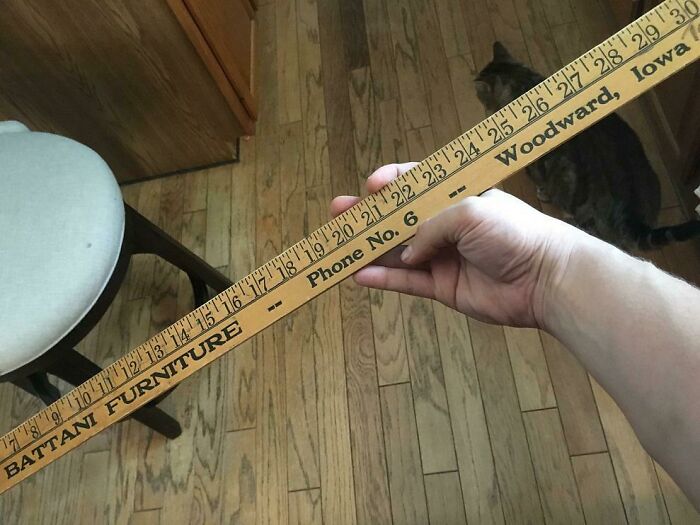 7 8 9 10 11 12 13 14 15 16 17 18 19 20 21 22 23 24 25 26 27 28 29 30
BATTANI FURNITURE -- Phone No. 6 -- Woodward, Iowa